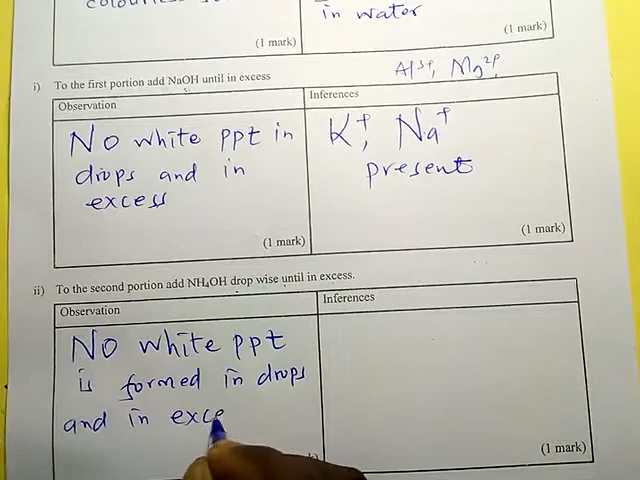 in water
(1 mark)
(1 mark)
i) To the first portion add NaOH until in excess
Al3+, Mg2+
Observation
Inferences
No white ppt in
drops and in
excess
(1 mark)
K+, Na+
present
(1 mark)
ii) To the second portion add NH4OH drop wise until in excess.
Observation
Inferences
No white ppt
is formed in drops
and in exce
(1 mark)